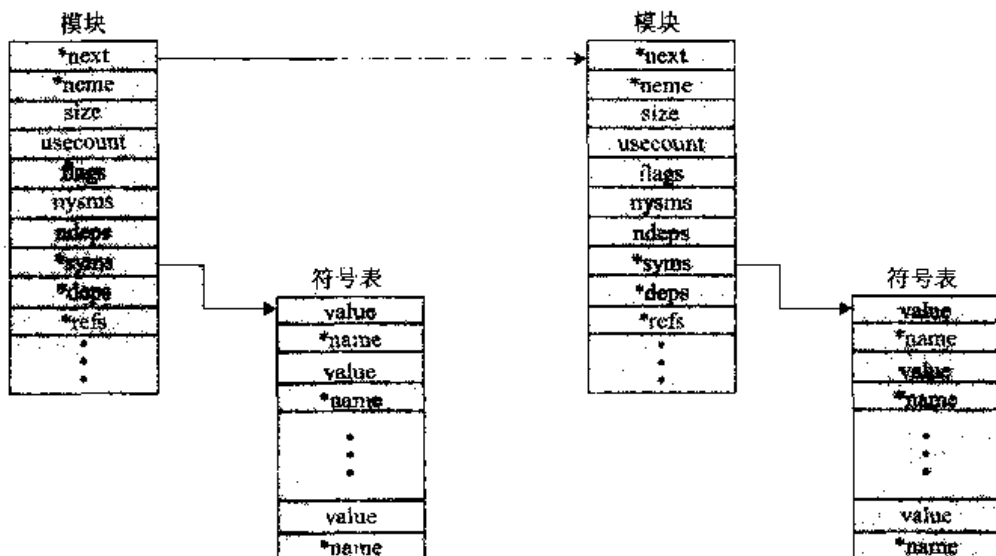 模块
*next
*neme
size
usecount
flags
nysms
ndeps
*syms
*deps
*refs
符号表
value
*name
value
*name
value
*name
模块
*next
*neme
size
usecount
flags
nysms
ndeps
*syms
*deps
*refs
符号表
value
*name
value
*name
value
*name